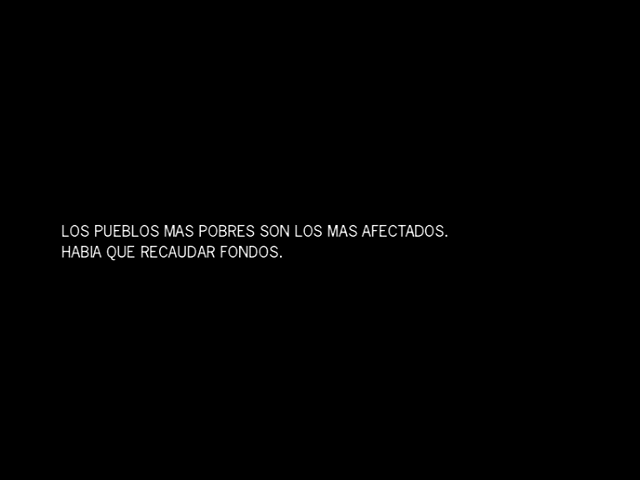 LOS PUEBLOS MAS POBRES SON LOS MAS AFECTADOS.
HABIA QUE RECAUDAR FONDOS.